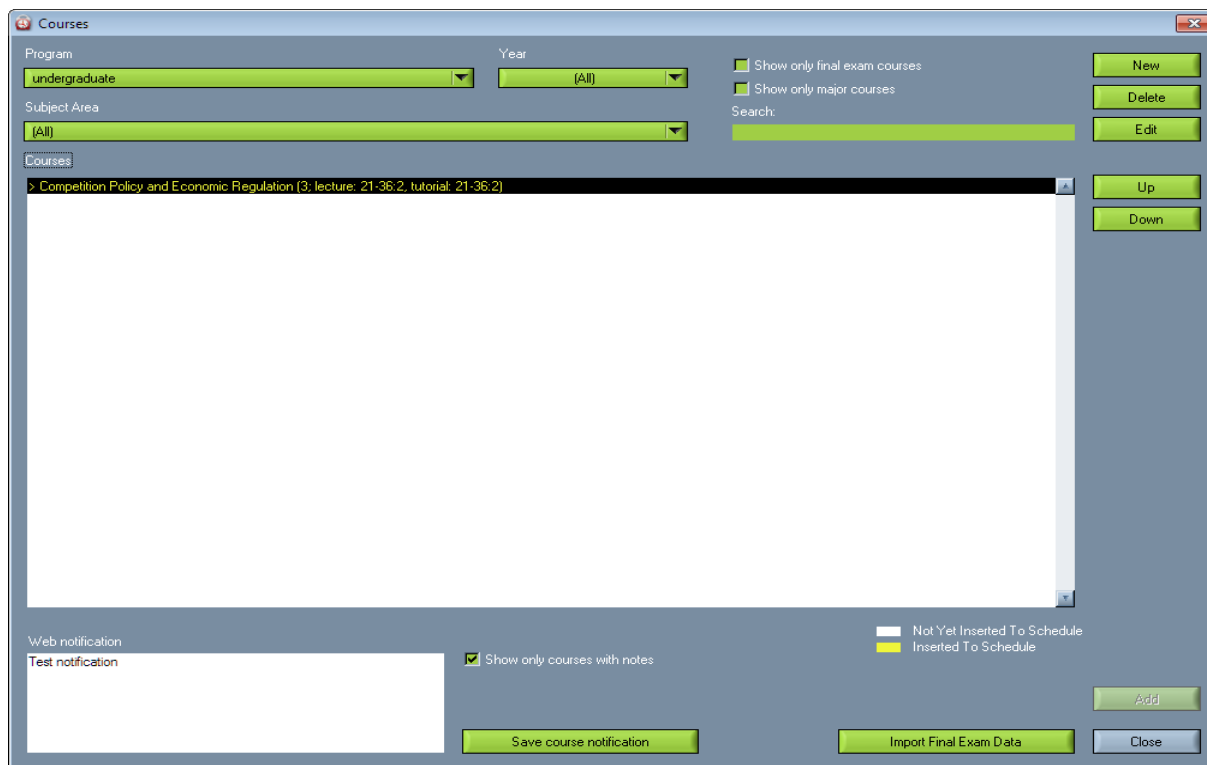 Courses
Program
Year
undergraduate
(All)
Show only final exam courses
New
Show only major courses
Delete
Subject Area
Search:
(All)
Edit
Courses
> Competition Policy and Economic Regulation (3; lecture: 21-36:2, tutorial: 21-36:2)
Up
Down
Not Yet Inserted To Schedule
Web notification
Inserted To Schedule
Test notification
Show only courses with notes
Add
Save course notification
Import Final Exam Data
Close